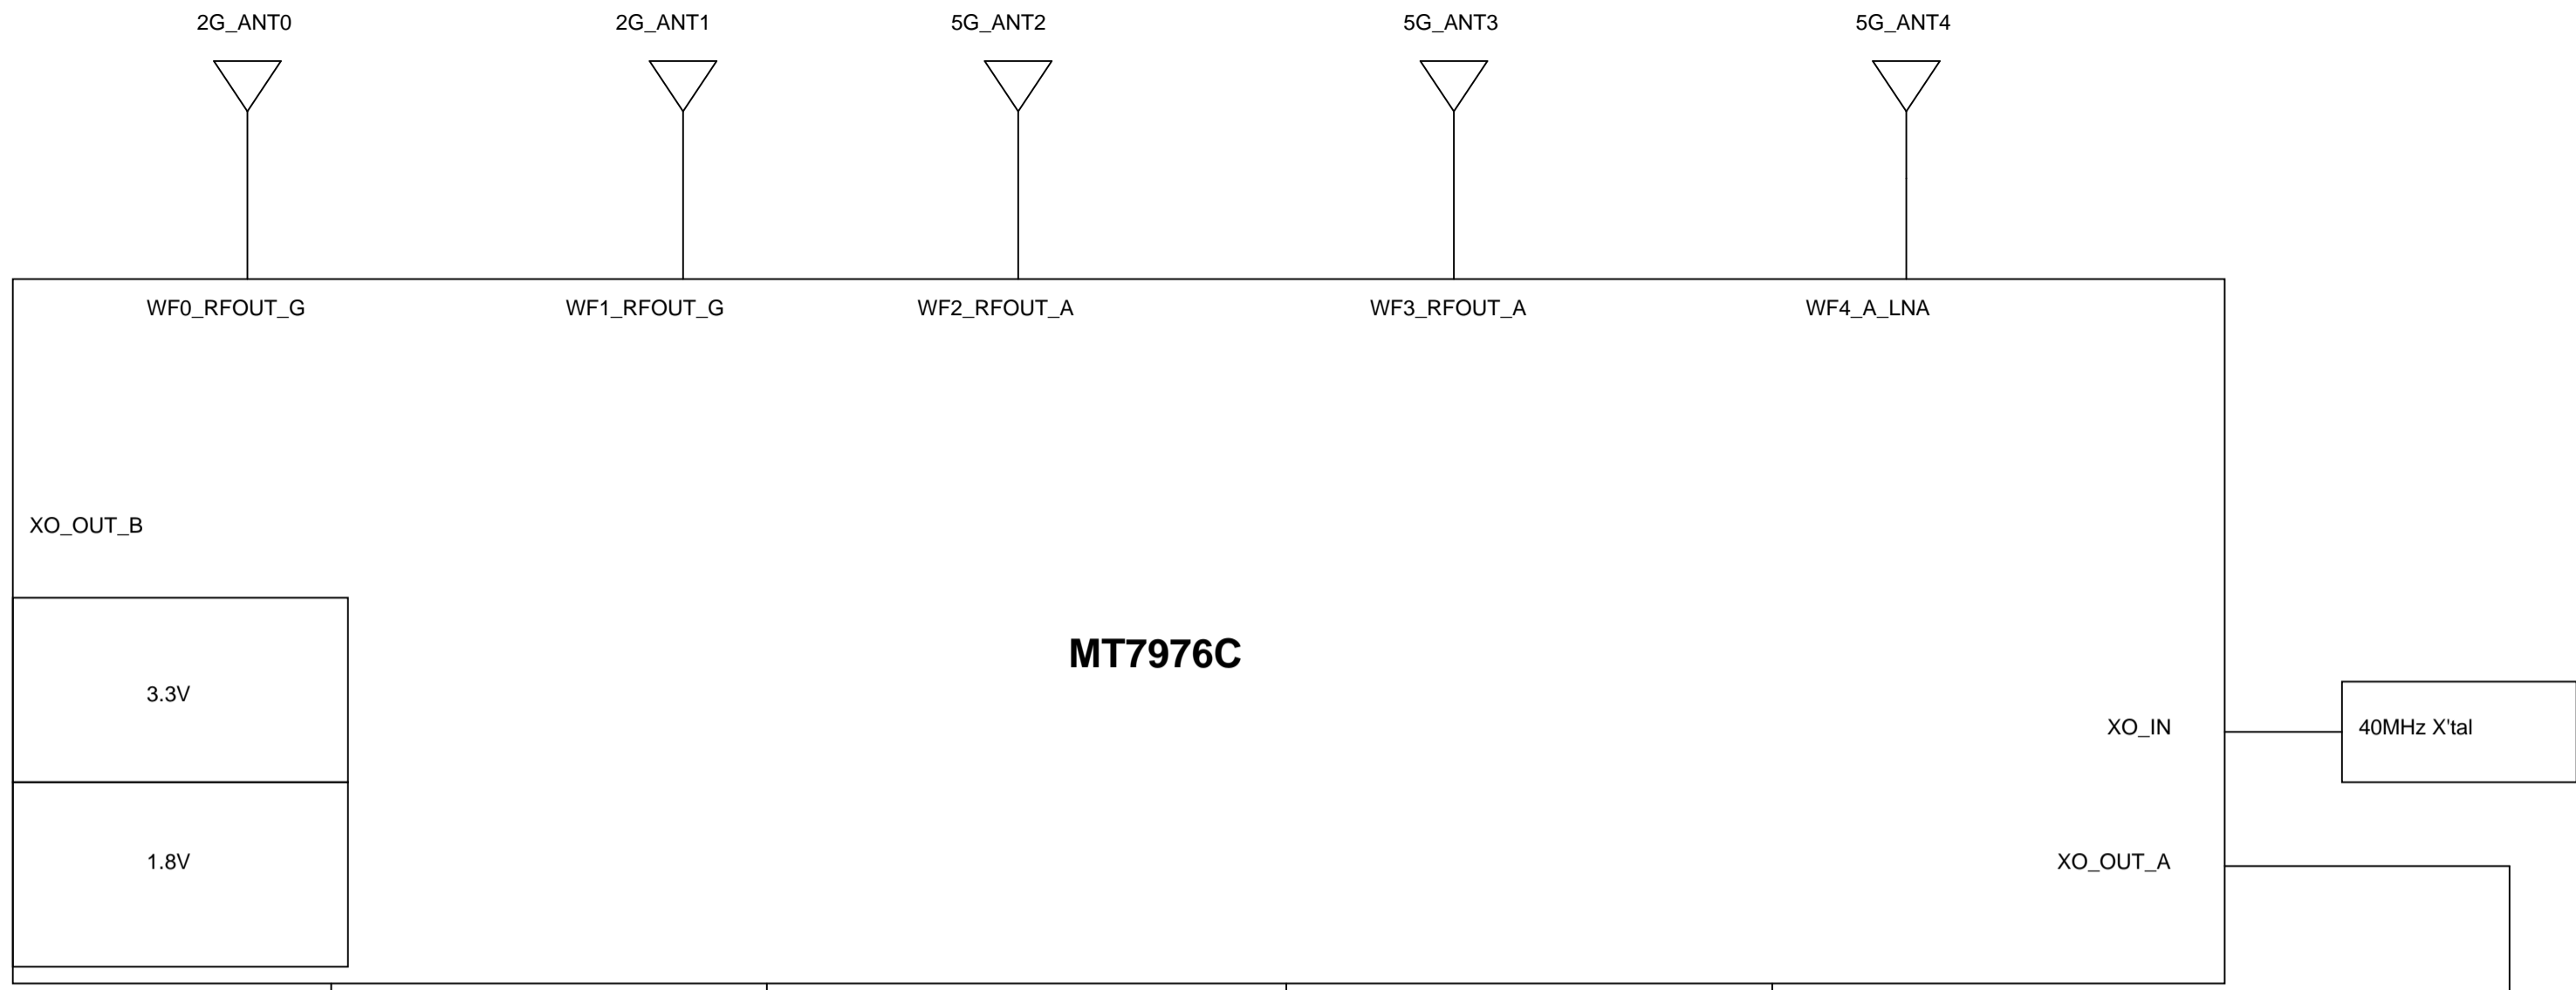 2G_ANT0
2G_ANT1
5G_ANT2
5G_ANT3
5G_ANT4
WF0_RFOUT_G
WF1_RFOUT_G
WF2_RFOUT_A
WF3_RFOUT_A
WF4_A_LNA
XO_OUT_B
MT7976C
3.3V
XO_IN
40MHz X'tal
1.8V
XO_OUT_A